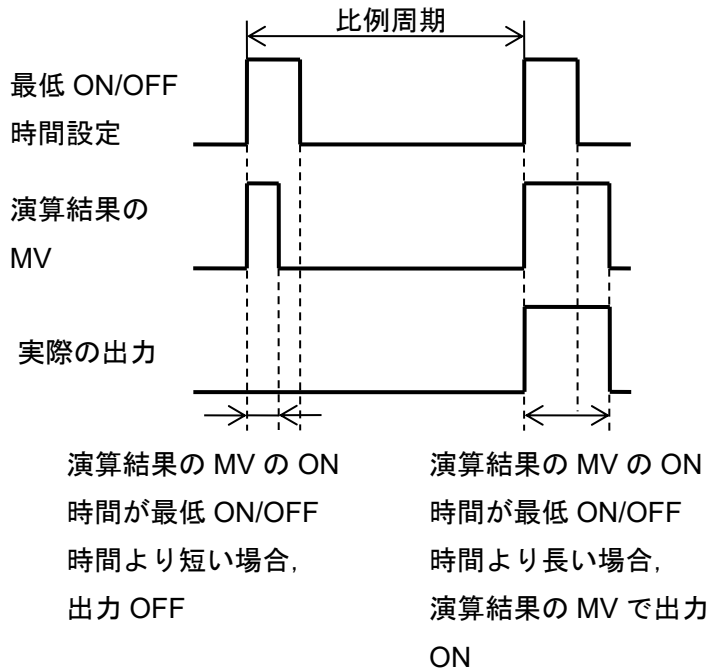 比例周期
最低 ON/OFF
時間設定
演算結果の
MV
実際の出力
演算結果の MV の ON
時間が最低 ON/OFF
時間より短い場合,
出力 OFF
演算結果の MV の ON
時間が最低 ON/OFF
時間より長い場合,
演算結果の MV で出力
ON